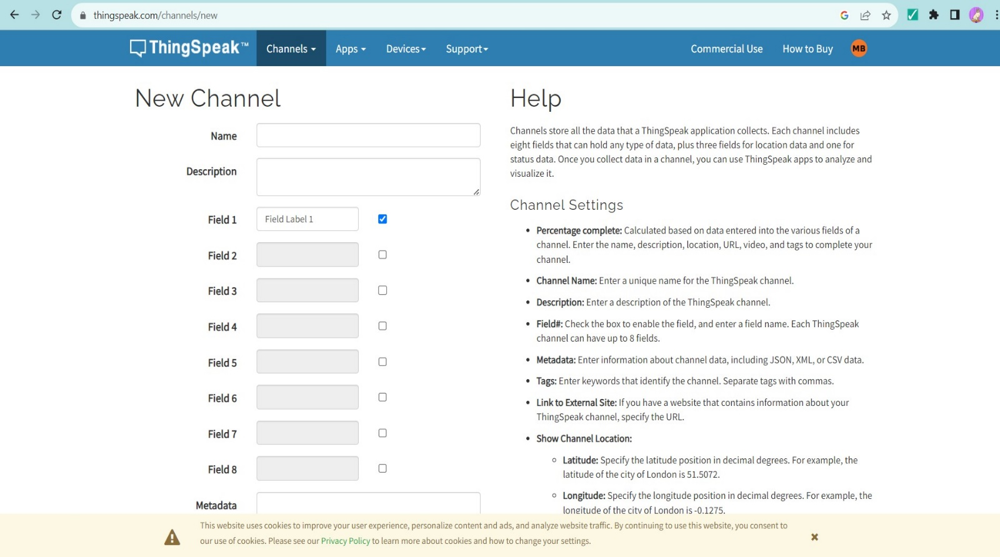 thingspeak.com/channels/new
ThingSpeak™ Channels Apps Devices Support Commercial Use How to Buy MB
New Channel
Name
Description
Field 1 Field Label 1
Field 2
Field 3
Field 4
Field 5
Field 6
Field 7
Field 8
Metadata
Help
Channels store all the data that a ThingSpeak application collects. Each channel includes
eight fields that can hold any type of data, plus three fields for location data and one for
status data. Once you collect data in a channel, you can use ThingSpeak apps to analyze and
visualize it.
Channel Settings
• Percentage complete: Calculated based on data entered into the various fields of a
channel. Enter the name, description, location, URL, video, and tags to complete your
channel.
• Channel Name: Enter a unique name for the ThingSpeak channel.
• Description: Enter a description of the ThingSpeak channel.
• Field#: Check the box to enable the field, and enter a field name. Each ThingSpeak
channel can have up to 8 fields.
• Metadata: Enter information about channel data, including JSON, XML, or CSV data.
• Tags: Enter keywords that identify the channel. Separate tags with commas.
• Link to External Site: If you have a website that contains information about your
ThingSpeak channel, specify the URL.
• Show Channel Location:
◦ Latitude: Specify the latitude position in decimal degrees. For example, the
latitude of the city of London is 51.5072.
◦ Longitude: Specify the longitude position in decimal degrees. For example, the
longitude of the city of London is -0.1275.
This website uses cookies to improve your user experience, personalize content and ads, and analyze website traffic. By continuing to use this website, you consent to
our use of cookies. Please see our Privacy Policy to learn more about cookies and how to change your settings.